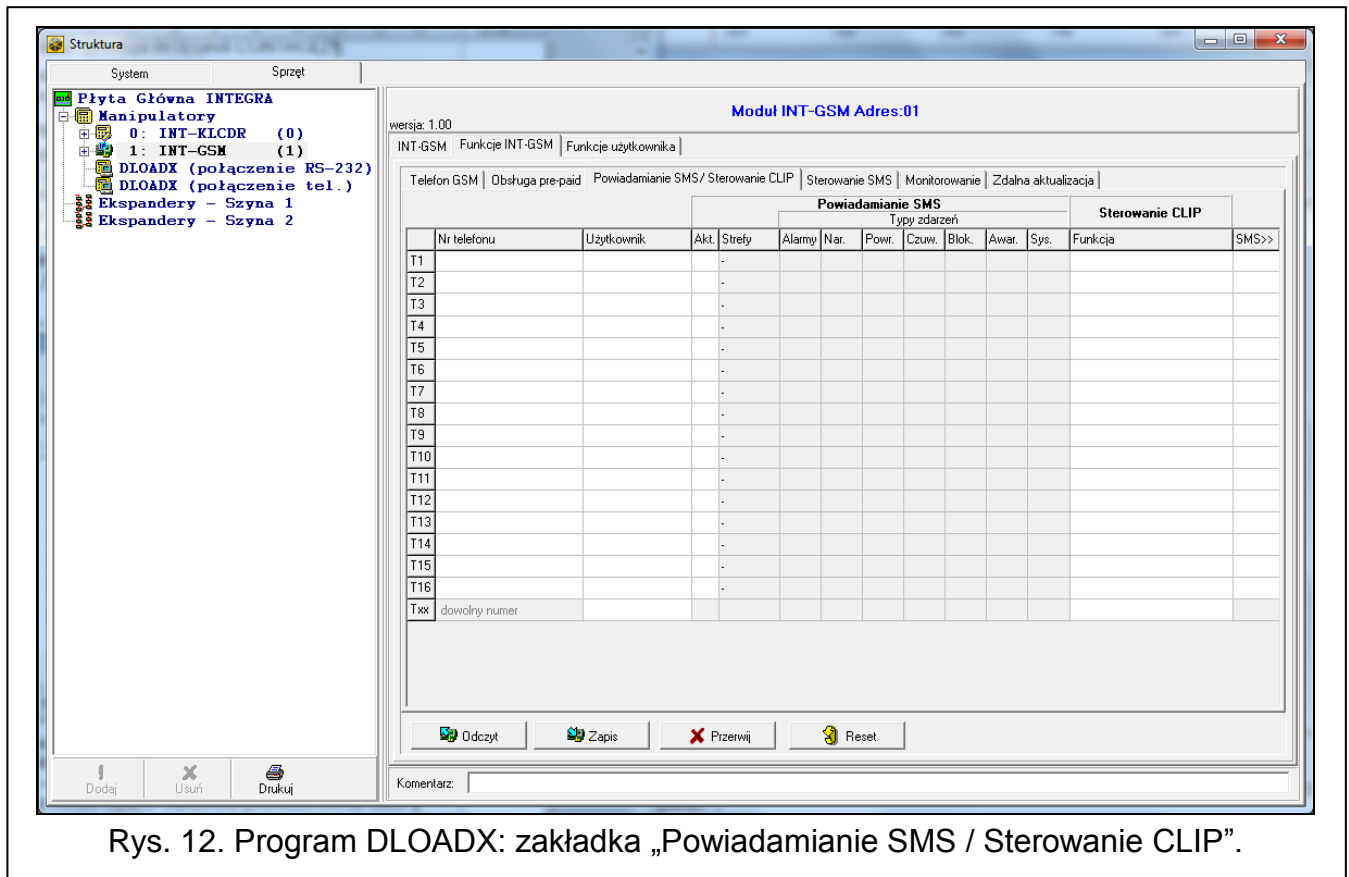 Struktura
System Sprzęt
Płyta Główna INTEGRA
Manipulatory
0: INT-KLCDR (0)
1: INT-GSM (1)
DLOADX (połączenie RS-232)
DLOADX (połączenie tel.)
Ekspandery - Szyna 1
Ekspandery - Szyna 2
Dodaj Usuń Drukuj
Moduł INT-GSM Adres:01
wersja: 1.00
INT-GSM Funkcje INT-GSM Funkcje użytkownika
Telefon GSM Obsługa pre-paid Powiadamianie SMS/ Sterowanie CLIP Sterowanie SMS Monitorowanie Zdalna aktualizacja
Powiadamianie SMS Sterowanie CLIP
Typy zdarzeń
Nr telefonu Użytkownik Akt. Strefy Alarmy Nar. Powr. Czuw. Blok. Awar. Sys. Funkcja SMS>>
T1 -
T2 -
T3 -
T4 -
T5 -
T6 -
T7 -
T8 -
T9 -
T10 -
T11 -
T12 -
T13 -
T14 -
T15 -
T16 -
Txx dowolny numer
Odczyt Zapis Przerwij Reset
Komentarz:
Rys. 12. Program DLOADX: zakładka „Powiadamianie SMS / Sterowanie CLIP”.